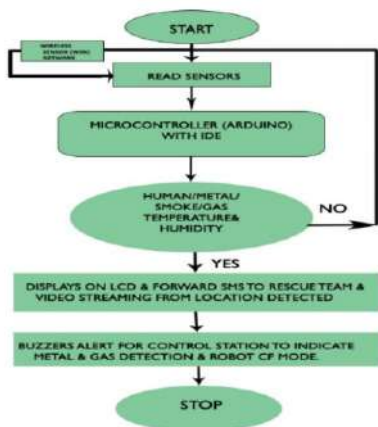 START
WIRELESS
SENSOR (WSN)
NETWORK
READ SENSORS
MICROCONTROLLER (ARDUINO)
WITH IDE
HUMAN/METAL/
SMOKE/GAS
TEMPERATURE&
HUMIDITY
NO
YES
DISPLAYS ON LCD & FORWARD SMS TO RESCUE TEAM &
VIDEO STREAMING FROM LOCATION DETECTED
BUZZERS ALERT FOR CONTROL STATION TO INDICATE
METAL & GAS DETECTION & ROBOT CF MODE.
STOP